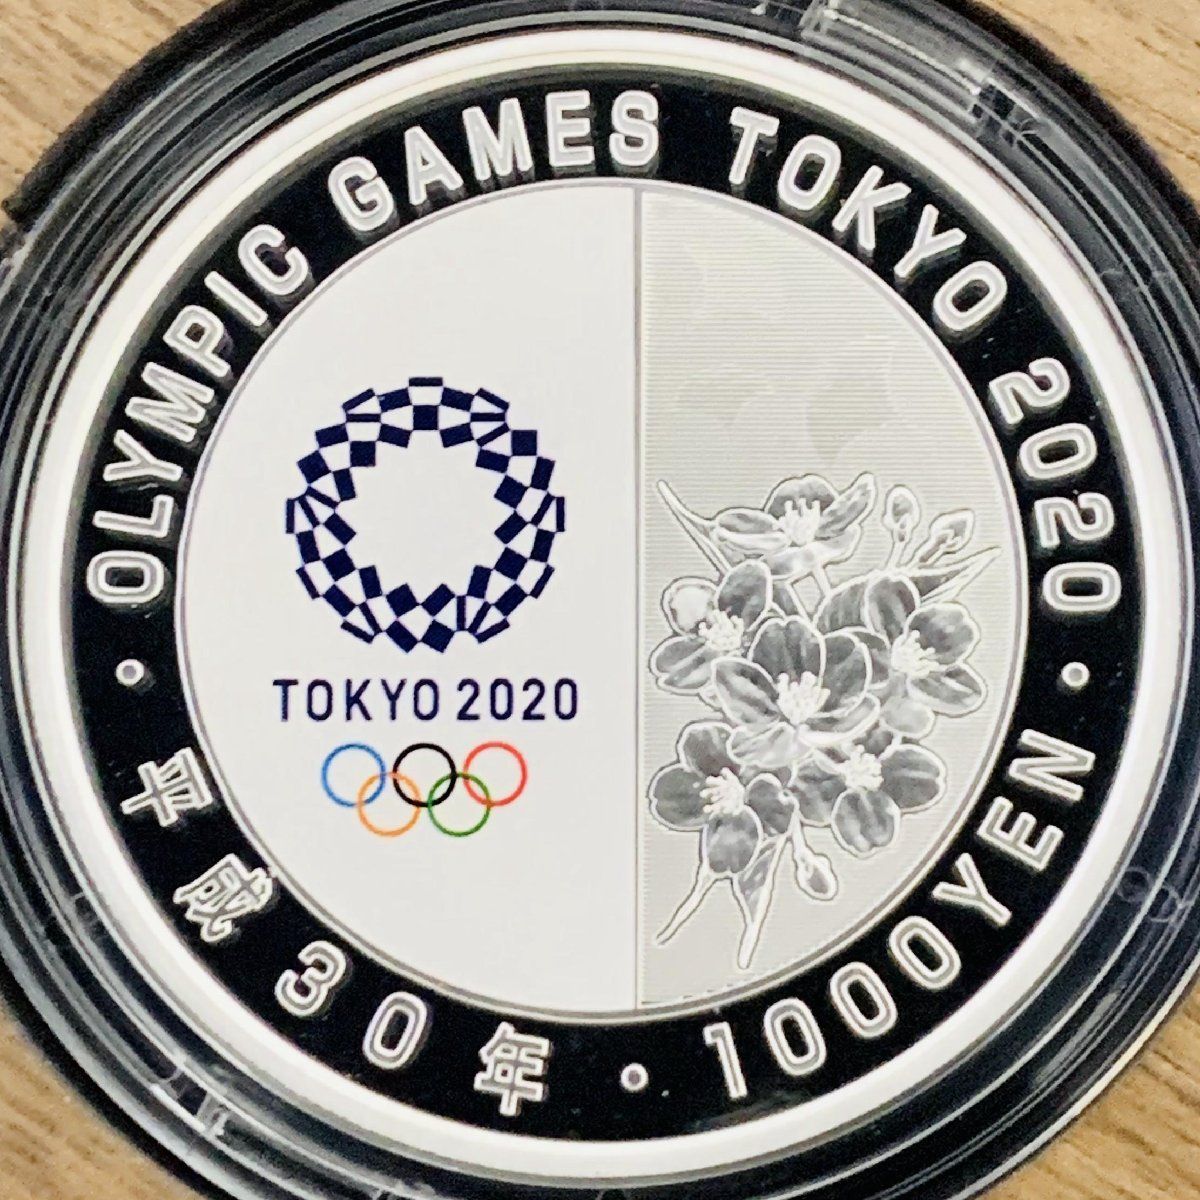 OLYMPIC GAMES TOKYO 2020
・平成30年・1000YEN・
TOKYO 2020